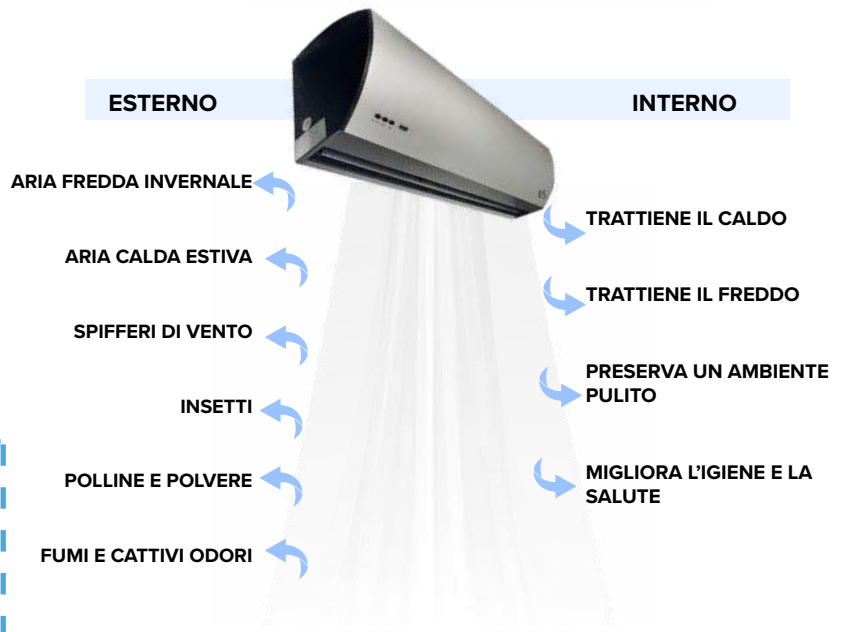 ESTERNO
INTERNO
ARIA FREDDA INVERNALE
ARIA CALDA ESTIVA
SPIFFERI DI VENTO
INSETTI
POLLINE E POLVERE
FUMI E CATTIVI ODORI
TRATTIENE IL CALDO
TRATTIENE IL FREDDO
PRESERVA UN AMBIENTE
PULITO
MIGLIORA L'IGIENE E LA
SALUTE